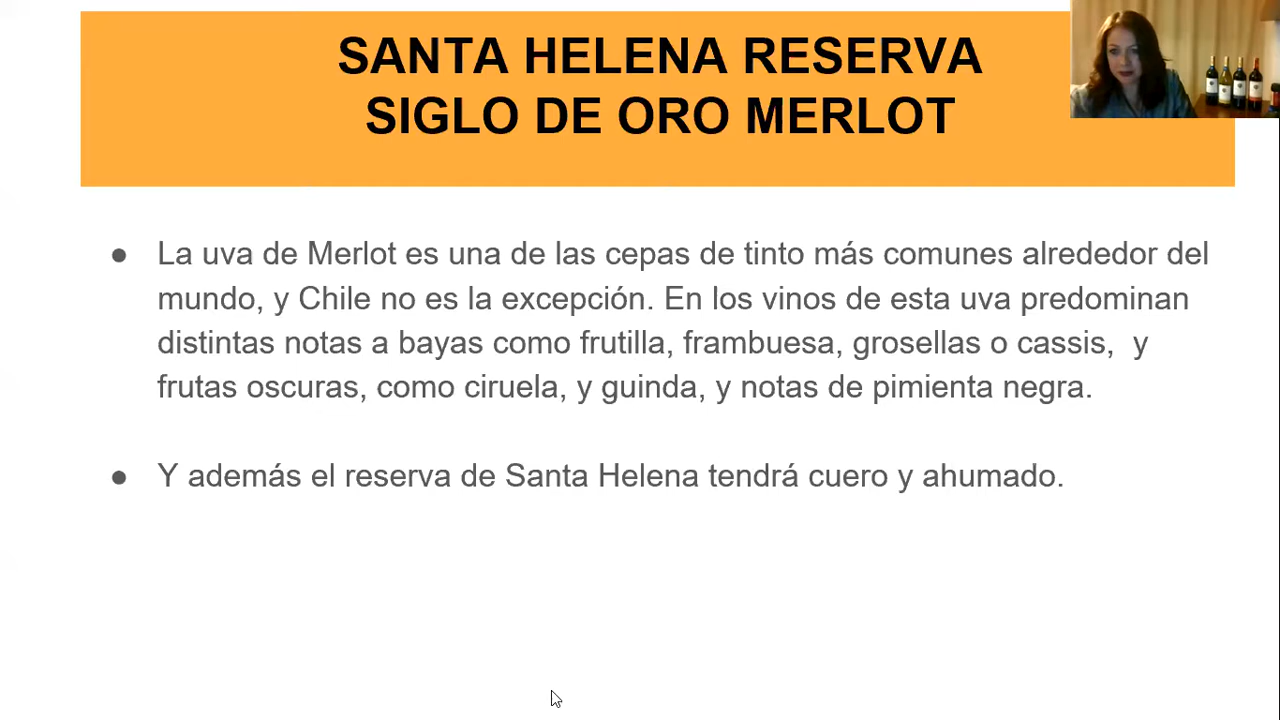 SANTA HELENA RESERVA
SIGLO DE ORO MERLOT
● La uva de Merlot es una de las cepas de tinto más comunes alrededor del
mundo, y Chile no es la excepción. En los vinos de esta uva predominan
distintas notas a bayas como frutilla, frambuesa, grosellas o cassis, y
frutas oscuras, como ciruela, y guinda, y notas de pimienta negra.
● Y además el reserva de Santa Helena tendrá cuero y ahumado.